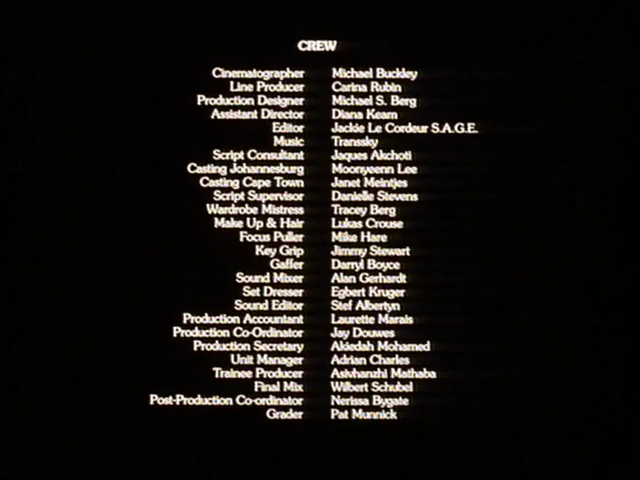 CREW
Cinematographer Michael Buckley
Line Producer Carina Rubin
Production Designer Michael S. Berg
Assistant Director Diana Keam
Editor Jackie Le Cordeur S.A.G.E.
Music Transsky
Script Consultant Jaques Akchoti
Casting Johannesburg Moonyeenn Lee
Casting Cape Town Janet Meintjes
Script Supervisor Danielle Stevens
Wardrobe Mistress Tracey Berg
Make Up & Hair Lukas Crouse
Focus Puller Mike Hare
Key Grip Jimmy Stewart
Gaffer Darryl Boyce
Sound Mixer Alan Gerhardt
Set Dresser Egbert Kruger
Sound Editor Stef Albertyn
Production Accountant Laurette Marais
Production Co-Ordinator Jay Douwes
Production Secretary Akiedah Mohamed
Unit Manager Adrian Charles
Trainee Producer Asivhanzhi Mathaba
Final Mix Wilbert Schubel
Post-Production Co-ordinator Nerissa Bygate
Grader Pat Munnick